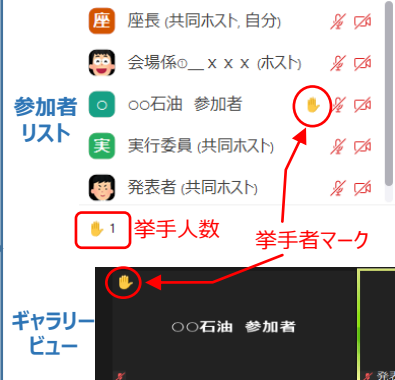 座 座長 (共同ホスト, 自分)
会場係①__ x x x (ホスト)
○ ○○石油 参加者
実 実行委員 (共同ホスト)
発表者 (共同ホスト)
参加者
リスト
1 挙手人数
挙手者マーク
ギャラリー
ビュー
○○石油 参加者
発表